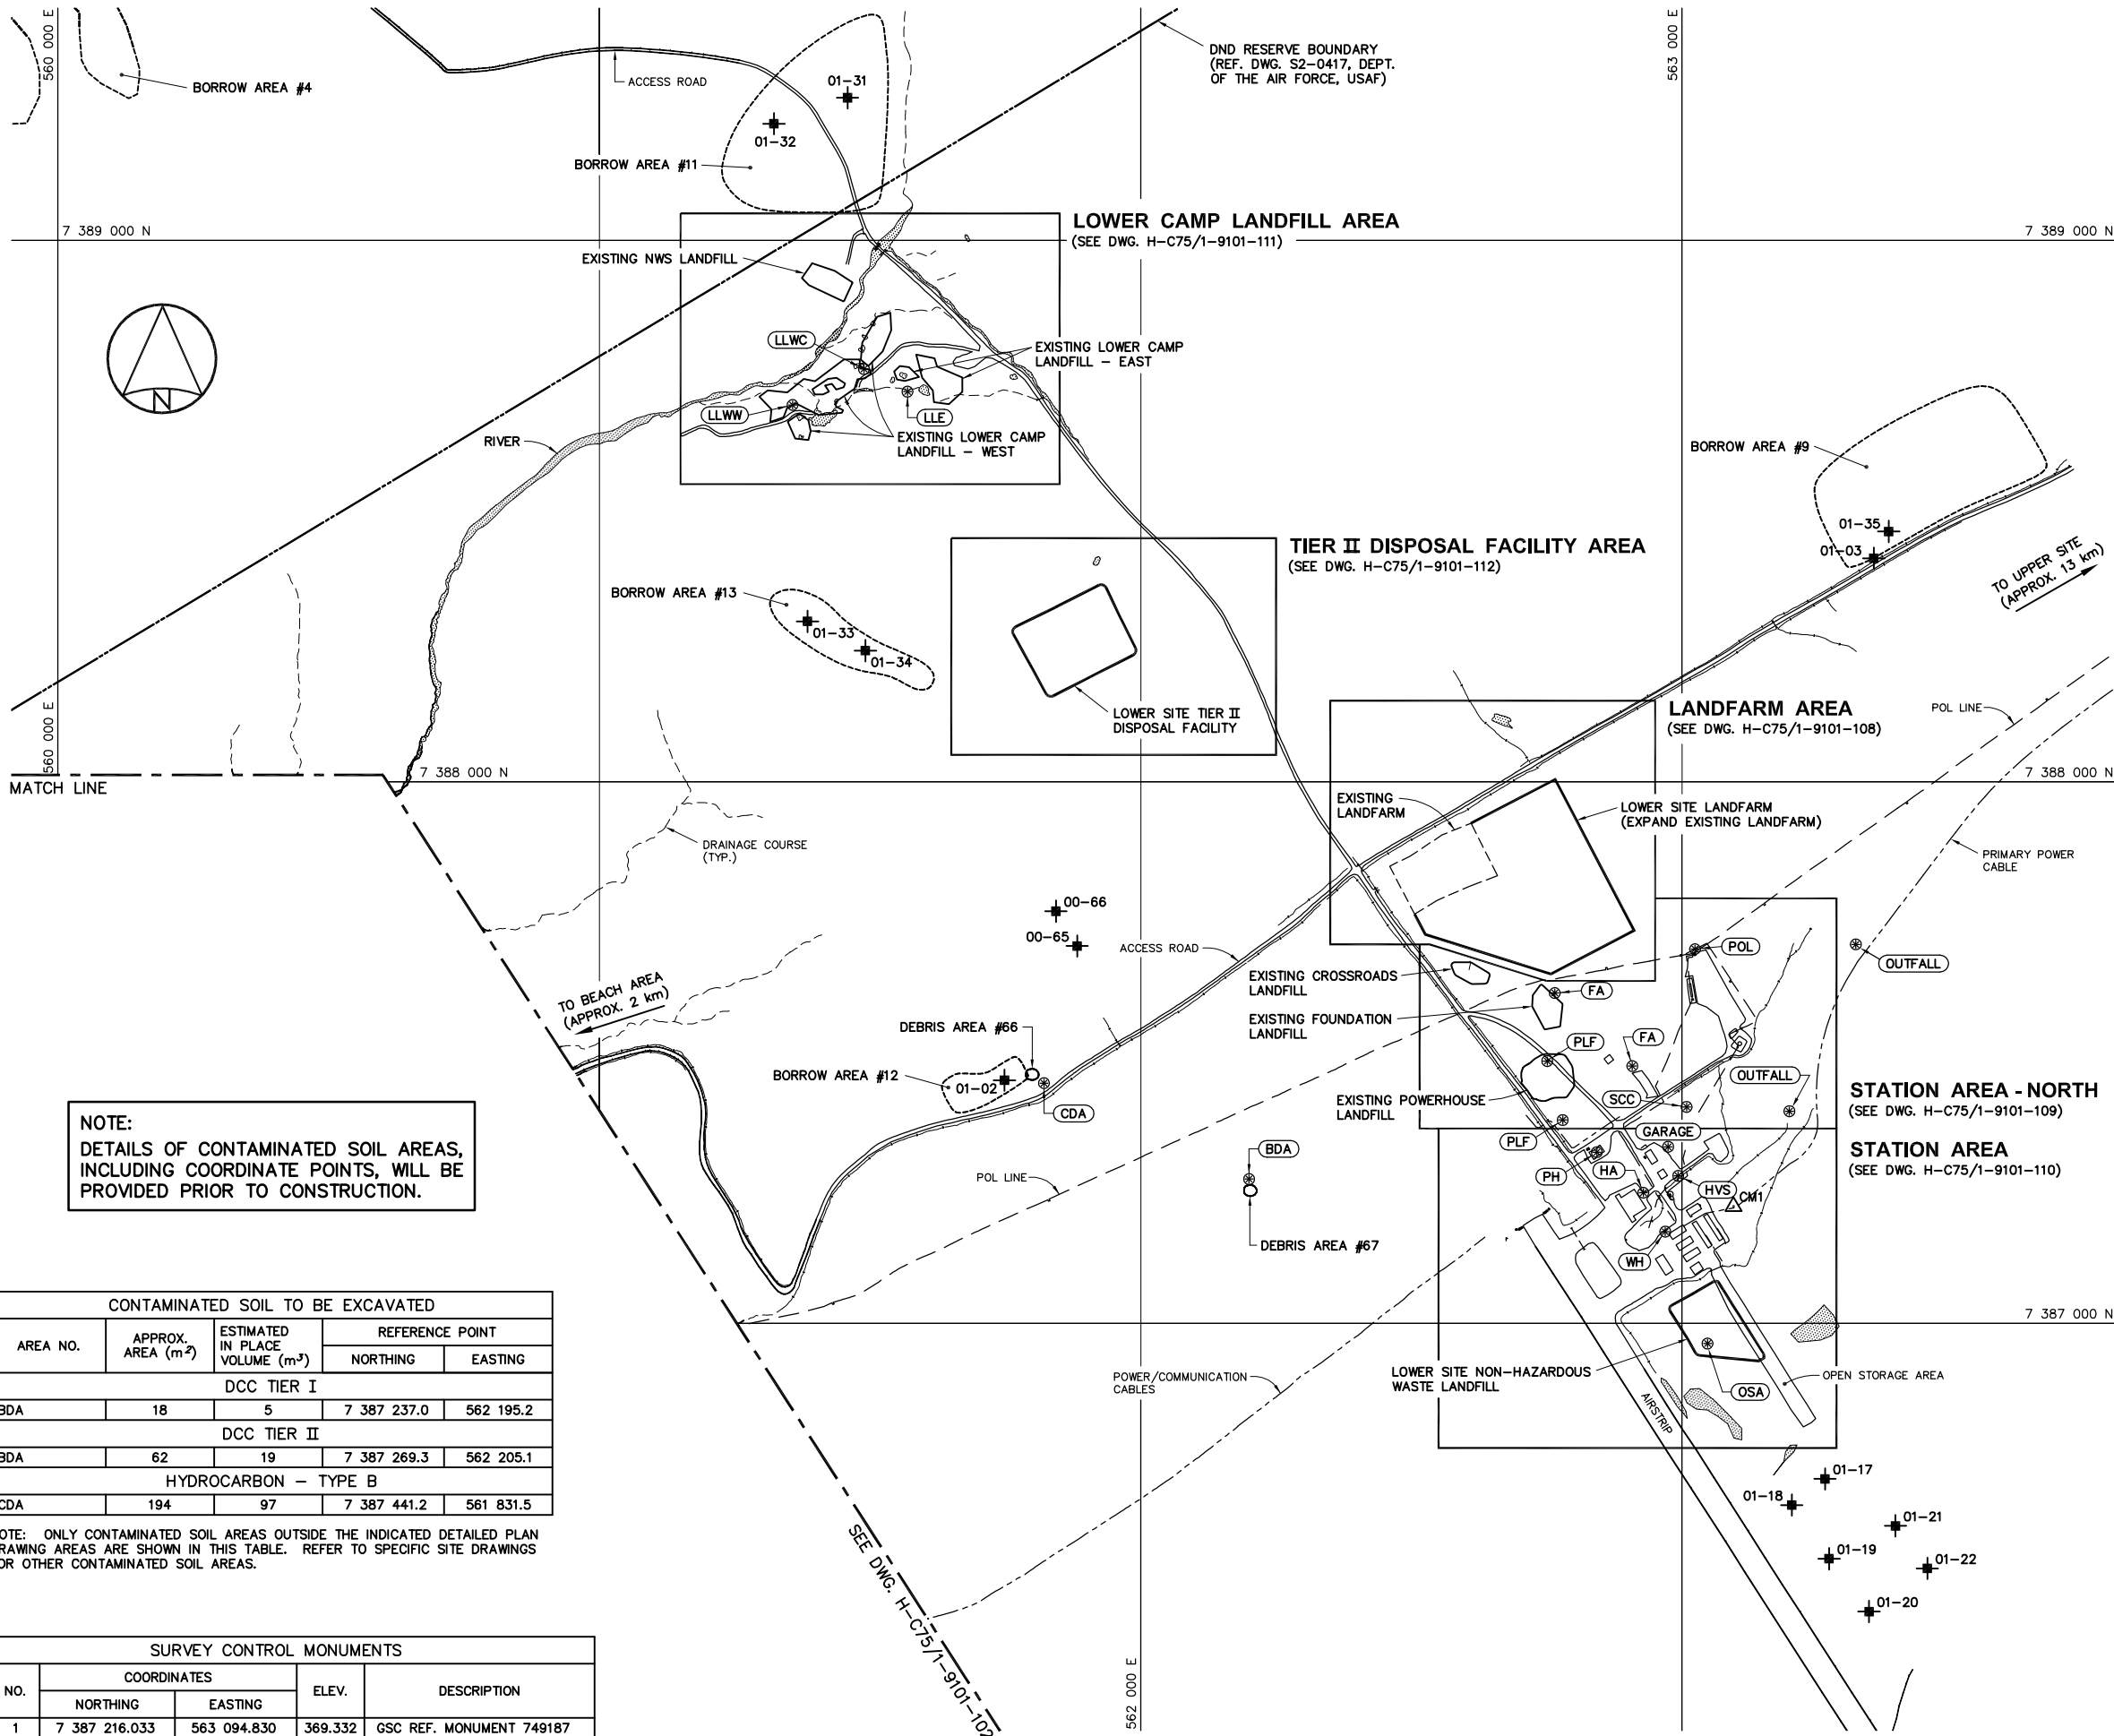 560 000 E
BORROW AREA #4
ACCESS ROAD
01-31
01-32
BORROW AREA #11
DND RESERVE BOUNDARY
(REF. DWG. S2-0417, DEPT.
OF THE AIR FORCE, USAF)
563 000 E
7 389 000 N
LOWER CAMP LANDFILL AREA
(SEE DWG. H-C75/1-9101-111)
7 389 000 N
EXISTING NWS LANDFILL
N
LLWC
EXISTING LOWER CAMP
LANDFILL - EAST
LLWW
LLE
RIVER
EXISTING LOWER CAMP
LANDFILL - WEST
BORROW AREA #9
01-35
01-03
TO UPPER SITE
(APPROX. 13 km)
TIER II DISPOSAL FACILITY AREA
(SEE DWG. H-C75/1-9101-112)
BORROW AREA #13
01-33
01-34
LOWER SITE TIER II
DISPOSAL FACILITY
LANDFARM AREA
(SEE DWG. H-C75/1-9101-108)
POL LINE
560 000 E
7 388 000 N
7 388 000 N
MATCH LINE
EXISTING
LANDFARM
LOWER SITE LANDFARM
(EXPAND EXISTING LANDFARM)
DRAINAGE COURSE
(TYP.)
PRIMARY POWER
CABLE
00-66
00-65
ACCESS ROAD
POL
OUTFALL
EXISTING CROSSROADS
LANDFILL
FA
EXISTING FOUNDATION
LANDFILL
TO BEACH AREA
(APPROX. 2 km)
DEBRIS AREA #66
PLF
FA
BORROW AREA #12
01-02
CDA
OUTFALL
EXISTING POWERHOUSE
LANDFILL
SCC
STATION AREA - NORTH
(SEE DWG. H-C75/1-9101-109)
NOTE:
DETAILS OF CONTAMINATED SOIL AREAS,
INCLUDING COORDINATE POINTS, WILL BE
PROVIDED PRIOR TO CONSTRUCTION.
PLF
GARAGE
STATION AREA
(SEE DWG. H-C75/1-9101-110)
BDA
POL LINE
PH
HA
HVS
CM1
DEBRIS AREA #67
WH
7 387 000 N
CONTAMINATED SOIL TO BE EXCAVATED
AREA NO. APPROX. AREA (m2) ESTIMATED IN PLACE VOLUME (m3) REFERENCE POINT
NORTHING EASTING
DCC TIER I
BDA 18 5 7 387 237.0 562 195.2
DCC TIER II
BDA 62 19 7 387 269.3 562 205.1
HYDROCARBON - TYPE B
CDA 194 97 7 387 441.2 561 831.5
OTE: ONLY CONTAMINATED SOIL AREAS OUTSIDE THE INDICATED DETAILED PLAN
RAWING AREAS ARE SHOWN IN THIS TABLE. REFER TO SPECIFIC SITE DRAWINGS
OR OTHER CONTAMINATED SOIL AREAS.
POWER/COMMUNICATION
CABLES
LOWER SITE NON-HAZARDOUS
WASTE LANDFILL
OSA
OPEN STORAGE AREA
AIRSTRIP
01-17
01-18
01-21
01-19
01-22
01-20
SEE DWG. H-C75/1-9101-102
562 000 E
SURVEY CONTROL MONUMENTS
NO. COORDINATES ELEV. DESCRIPTION
NORTHING EASTING
1 7 387 216.033 563 094.830 369.332 GSC REF. MONUMENT 749187